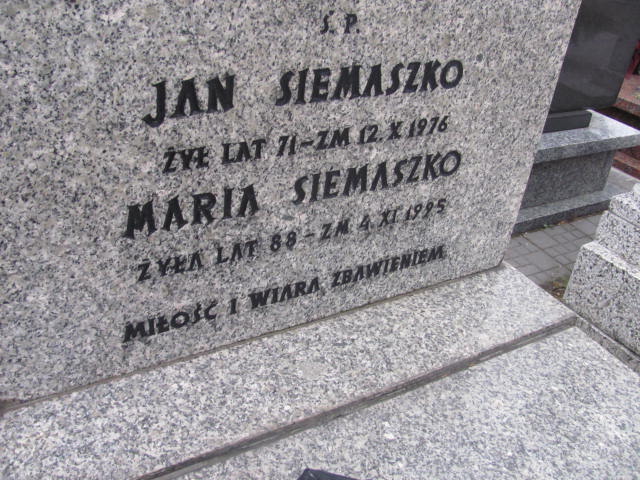 Ś. P.
JAN SIEMASZKO
ŻYŁ LAT 71 - ZM 12 X 1976
MARIA SIEMASZKO
ŻYŁA LAT 88 - ZM 4 XI 1995
MIŁOŚĆ I WIARA ZBAWIENIEM